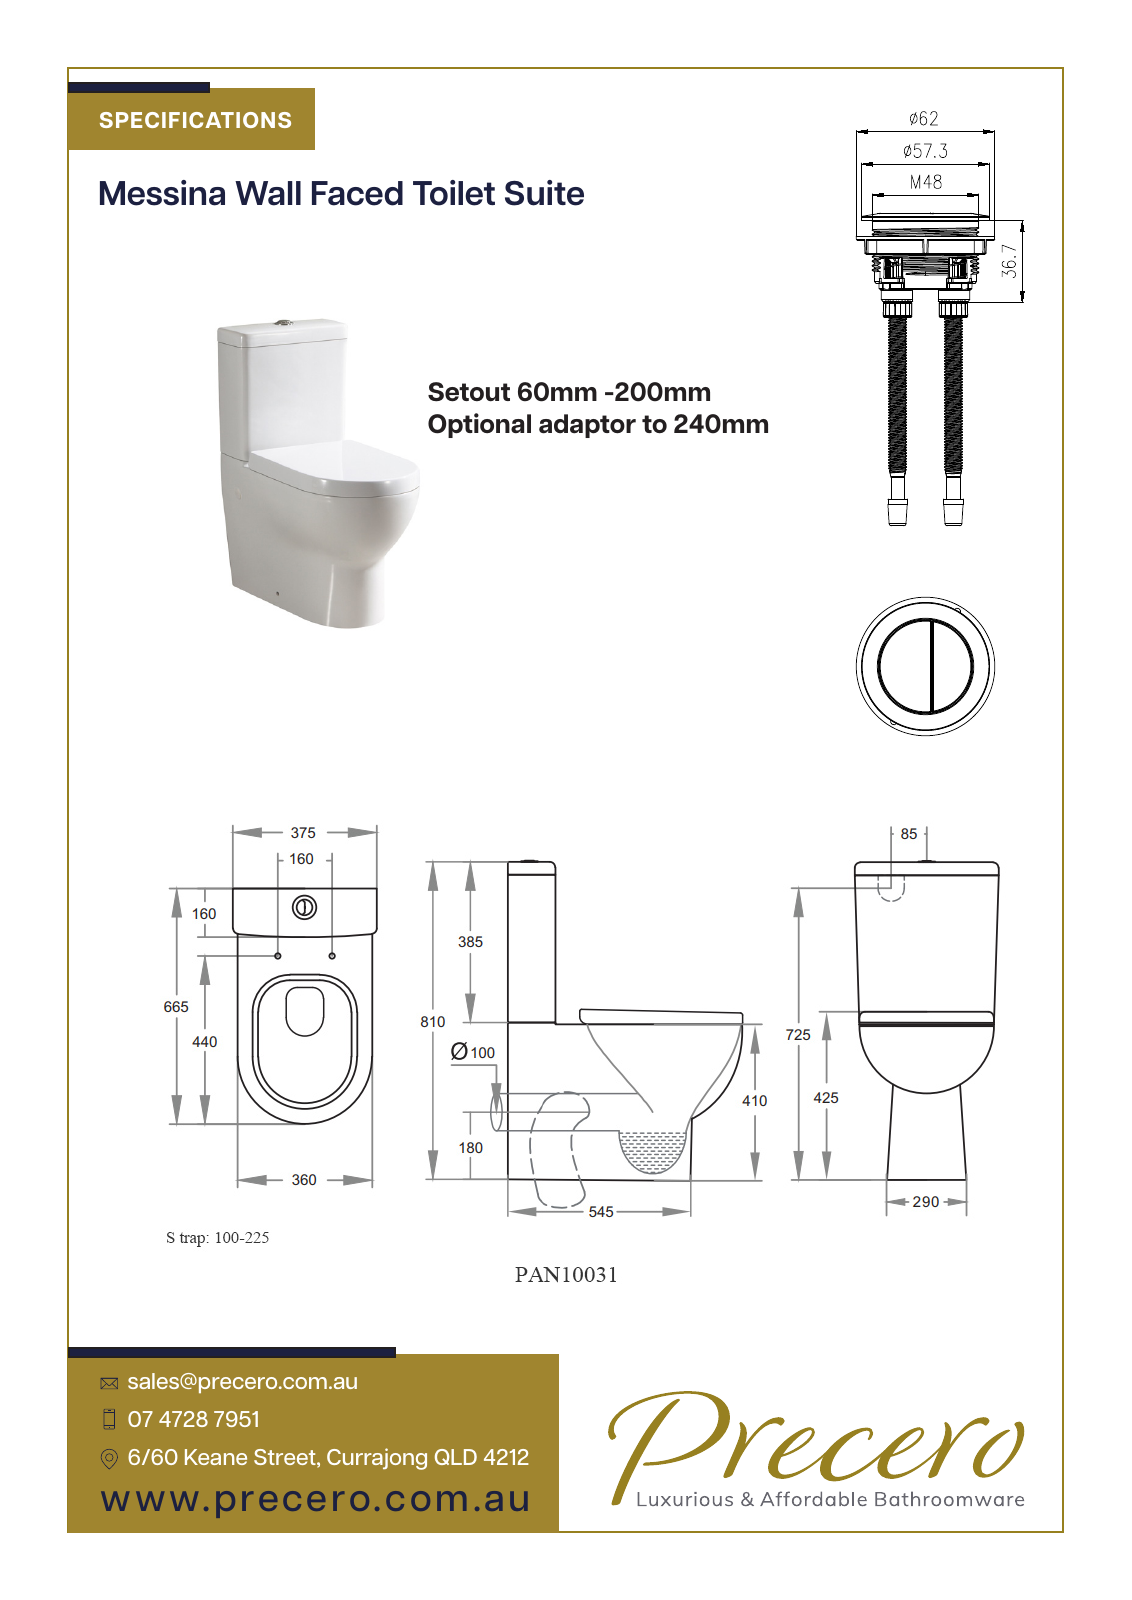 SPECIFICATIONS
Messina Wall Faced Toilet Suite
ø62
ø57.3
M48
36.7
Setout 60mm -200mm
Optional adaptor to 240mm
375
160
160
665
440
360
S trap: 100-225
385
810
Ø100
180
410
545
85
725
425
290
PAN10031
sales@precero.com.au
07 4728 7951
6/60 Keane Street, Currajong QLD 4212
www.precero.com.au
Precero
Luxurious & Affordable Bathroomware